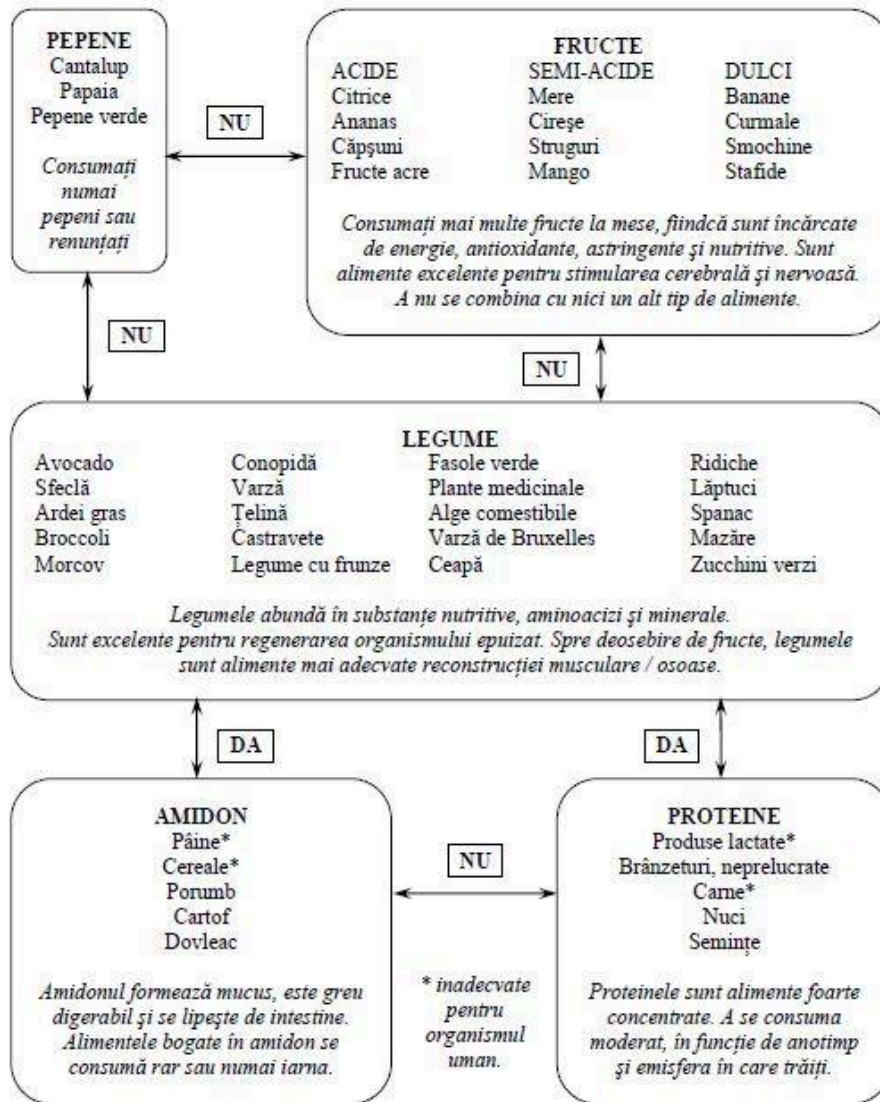 PEPENE
Cantalup
Papaia
Pepene verde
Consumați
numai
pepeni sau
renunțați
NU
FRUCTE
ACIDE SEMI-ACIDE DULCI
Citrice Mere Banane
Ananas Cireșe Curmale
Căpșuni Struguri Smochine
Fructe acre Mango Stafide
Consumați mai multe fructe la mese, fiindcă sunt încărcate
de energie, antioxidante, astringente și nutritive. Sunt
alimente excelente pentru stimularea cerebrală și nervoasă.
A nu se combina cu nici un alt tip de alimente.
NU
NU
LEGUME
Avocado Conopidă Fasole verde Ridiche
Sfeclă Varză Plante medicinale Lăptuci
Ardei gras Țelină Alge comestibile Spanac
Broccoli Castravete Varză de Bruxelles Mazăre
Morcov Legume cu frunze Ceapă Zucchini verzi
Legumele abundă în substanțe nutritive, aminoacizi și minerale.
Sunt excelente pentru regenerarea organismului epuizat. Spre deosebire de fructe, legumele
sunt alimente mai adecvate reconstrucției musculare / osoase.
DA
DA
AMIDON
Pâine*
Cereale*
Porumb
Cartof
Dovleac
Amidonul formează mucus, este greu
digerabil și se lipește de intestine.
Alimentele bogate în amidon se
consumă rar sau numai iarna.
NU
* inadecvate
pentru
organismul
uman.
PROTEINE
Produse lactate*
Brânzeturi, neprelucrate
Carne*
Nuci
Semințe
Proteinele sunt alimente foarte
concentrate. A se consuma
moderat, în funcție de anotimp
și emisfera în care trăiți.